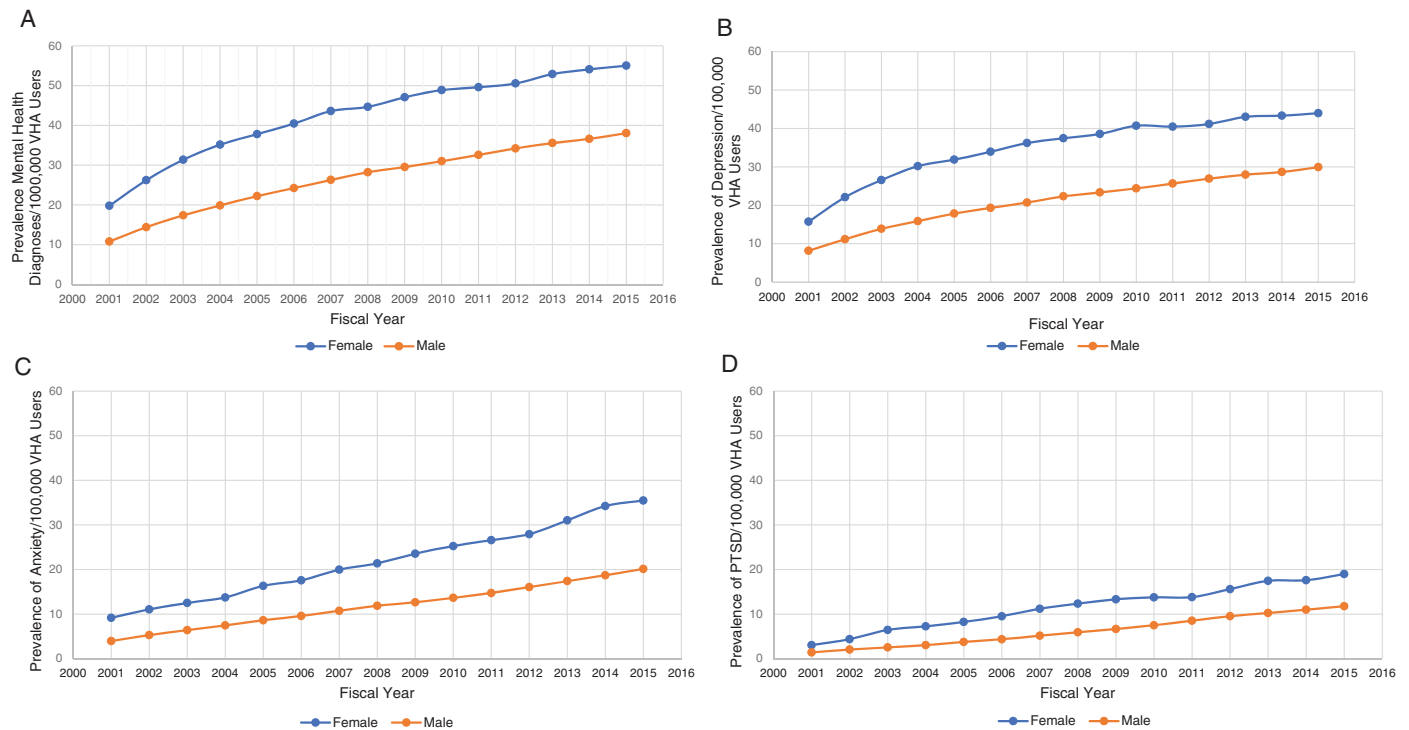 A
Prevalence Mental Health
Diagnoses/1000,000 VHA Users
60
50
40
30
20
10
0
2000 2001 2002 2003 2004 2005 2006 2007 2008 2009 2010 2011 2012 2013 2014 2015 2016
Fiscal Year
Female Male
B
Prevalence of Depression/100,000
VHA Users
60
50
40
30
20
10
0
2000 2001 2002 2003 2004 2005 2006 2007 2008 2009 2010 2011 2012 2013 2014 2015 2016
Fiscal Year
Female Male
C
Prevalence of Anxiety/100,000 VHA Users
60
50
40
30
20
10
0
2000 2001 2002 2003 2004 2005 2006 2007 2008 2009 2010 2011 2012 2013 2014 2015 2016
Fiscal Year
Female Male
D
Prevalence of PTSD/100,000 VHA Users
60
50
40
30
20
10
0
2000 2001 2002 2003 2004 2005 2006 2007 2008 2009 2010 2011 2012 2013 2014 2015 2016
Fiscal Year
Female Male